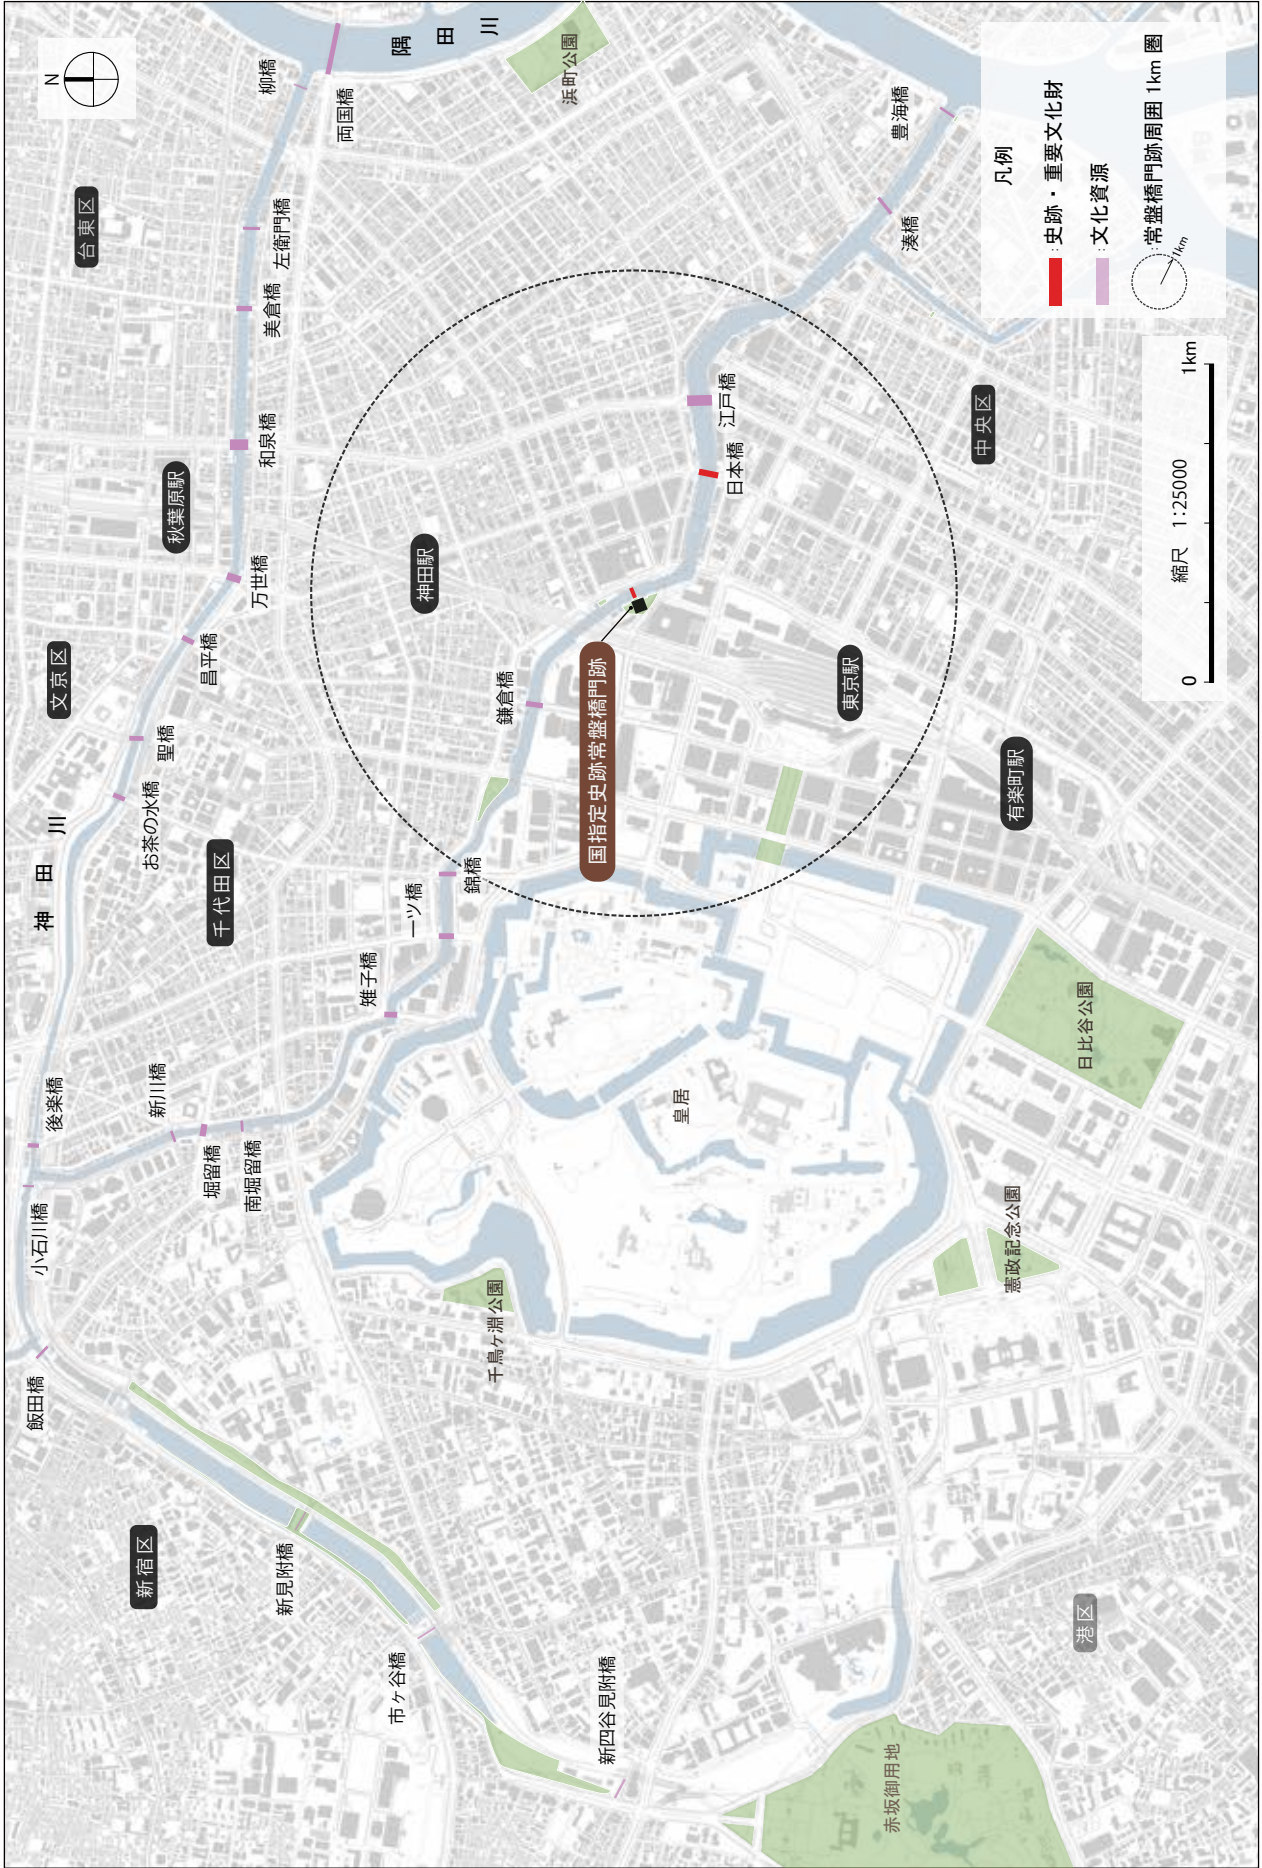 N
台東区
文京区
千代田区
新宿区
中央区
港区
神田川
隅田川
飯田橋
小石川橋
後楽橋
お茶の水橋
聖橋
昌平橋
万世橋
秋葉原駅
和泉橋
美倉橋
左衛門橋
柳橋
両国橋
浜町公園
新川橋
堀留橋
南堀留橋
雉子橋
一ツ橋
錦橋
鎌倉橋
神田駅
国指定史跡常盤橋門跡
日本橋
江戸橋
湊橋
豊海橋
新見附橋
市ヶ谷橋
新四谷見附橋
千鳥ヶ淵公園
皇居
東京駅
有楽町駅
日比谷公園
憲政記念公園
赤坂御用地
凡例
:史跡・重要文化財
:文化資源
:常盤橋門跡周囲 1km 圏
1km
縮尺 1:25000
0
1km